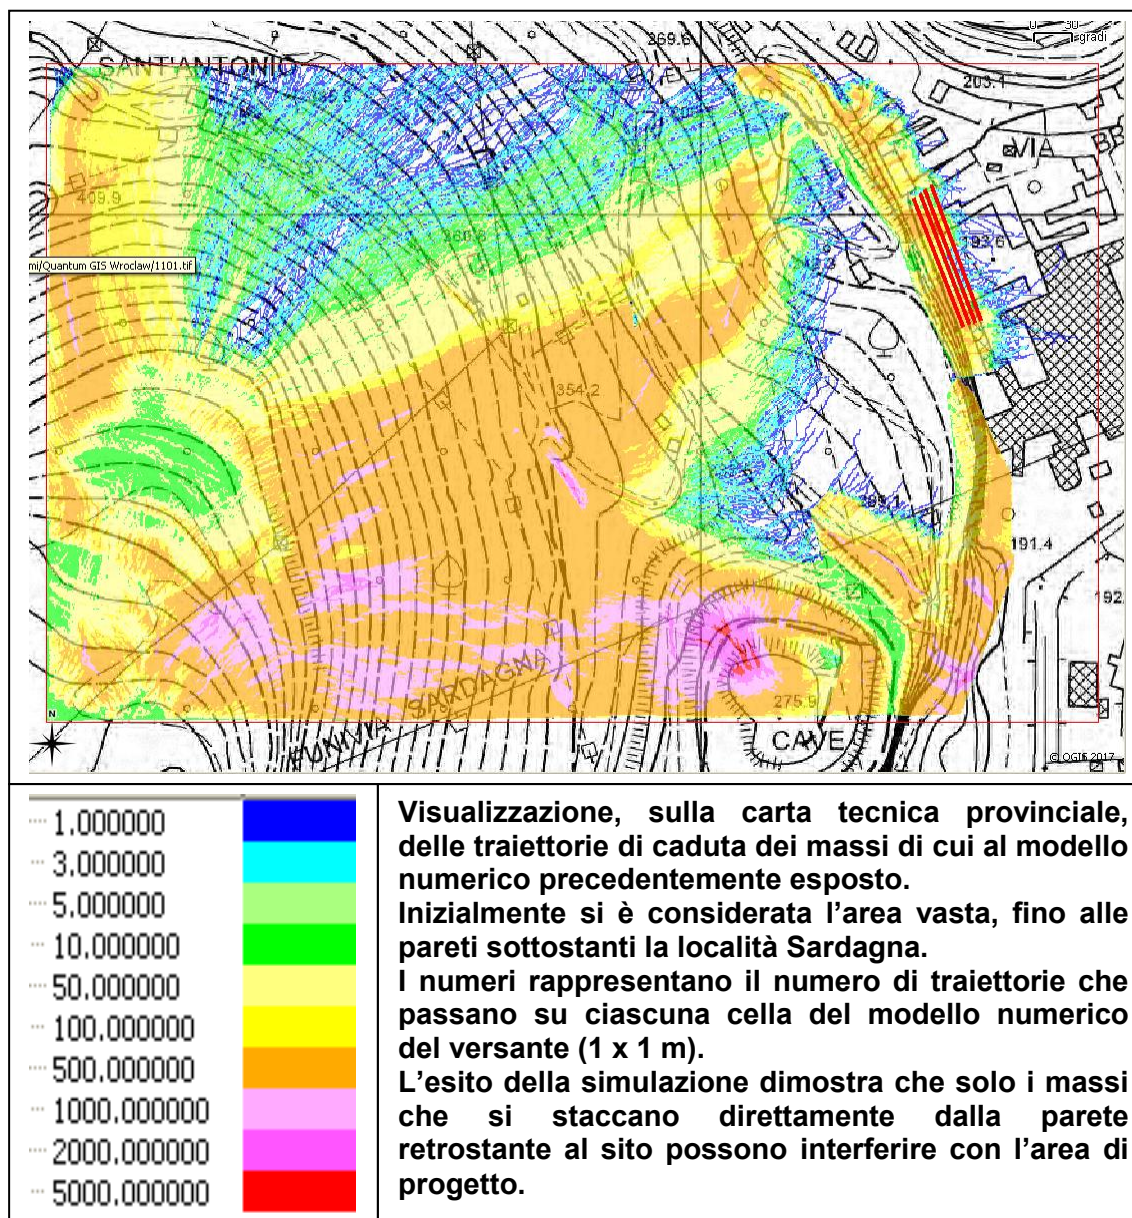 0 30
sgradi
269.6
SANT'ANTONIO
203.1
VIA
409.9
193.6
mi/Quantum GIS Wroclaw/1101.tif
354.2
191.4
192
SARDAGNA
FUNIVIA
275.9
CAVE
N
© QGIS 2017
1.000000
3.000000
5.000000
10.000000
50.000000
100.000000
500.000000
1000.000000
2000.000000
5000.000000
Visualizzazione, sulla carta tecnica provinciale,
delle traiettorie di caduta dei massi di cui al modello
numerico precedentemente esposto.
Inizialmente si è considerata l’area vasta, fino alle
pareti sottostanti la località Sardagna.
I numeri rappresentano il numero di traiettorie che
passano su ciascuna cella del modello numerico
del versante (1 x 1 m).
L’esito della simulazione dimostra che solo i massi
che si staccano direttamente dalla parete
retrostante al sito possono interferire con l’area di
progetto.